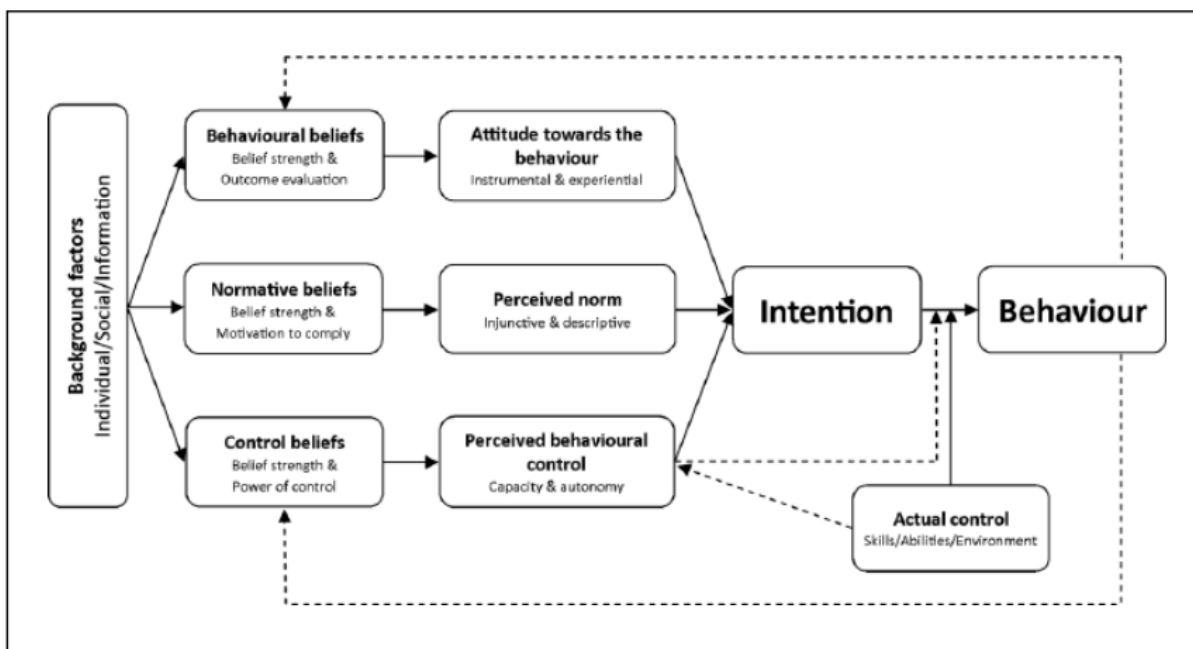 Background factors
Individual/Social/Information
Behavioural beliefs
Belief strength &
Outcome evaluation
Attitude towards the
behaviour
Instrumental & experiential
Normative beliefs
Belief strength &
Motivation to comply
Perceived norm
Injunctive & descriptive
Control beliefs
Belief strength &
Power of control
Perceived behavioural
control
Capacity & autonomy
Intention
Behaviour
Actual control
Skills/Abilities/Environment